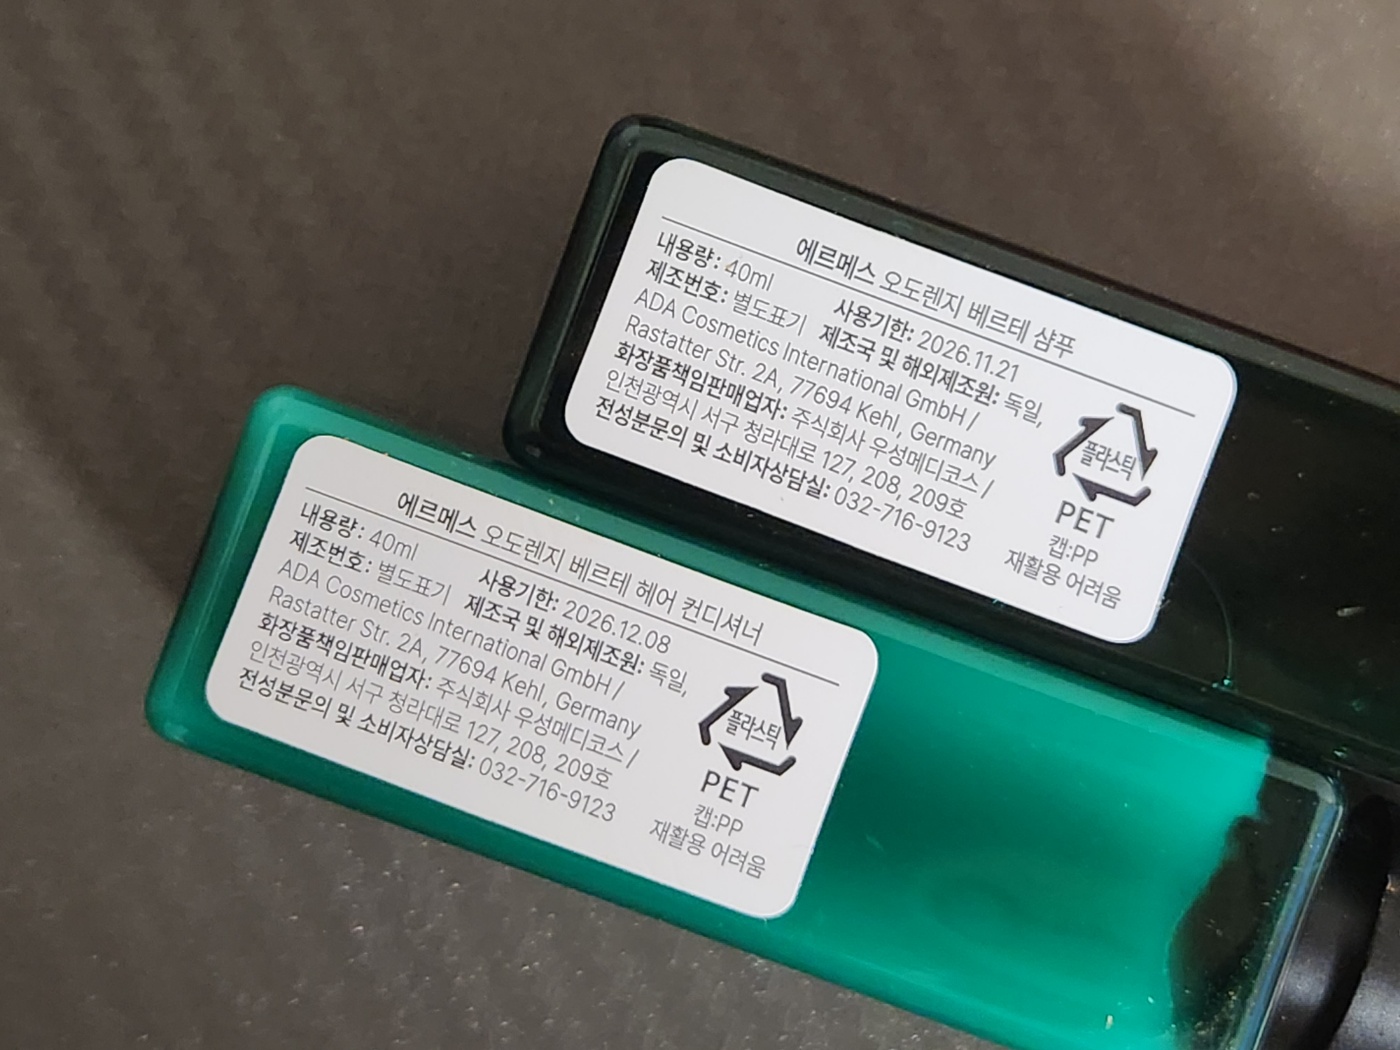 에르메스 오도렌지 베르테 샴푸
내용량: 40ml 사용기한: 2026.11.21
제조번호: 별도표기 제조국 및 해외제조원: 독일,
ADA Cosmetics International GmbH /
Rastatter Str. 2A, 77694 Kehl, Germany
화장품책임판매업자: 주식회사 우성메디코스 /
인천광역시 서구 청라대로 127, 208, 209호
전성분문의 및 소비자상담실: 032-716-9123
플라스틱
PET
캡:PP
재활용 어려움
에르메스 오도렌지 베르테 헤어 컨디셔너
내용량: 40ml 사용기한: 2026.12.08
제조번호: 별도표기 제조국 및 해외제조원: 독일,
ADA Cosmetics International GmbH /
Rastatter Str. 2A, 77694 Kehl, Germany
화장품책임판매업자: 주식회사 우성메디코스 /
인천광역시 서구 청라대로 127, 208, 209호
전성분문의 및 소비자상담실: 032-716-9123
플라스틱
PET
캡:PP
재활용 어려움